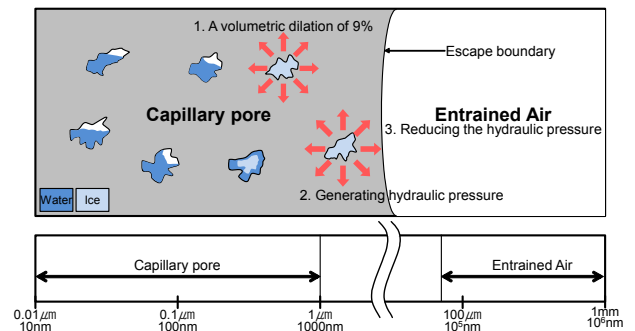 1. A volumetric dilation of 9%
Escape boundary
Capillary pore
Entrained Air
3. Reducing the hydraulic pressure
2. Generating hydraulic pressure
Water
Ice
Capillary pore
Entrained Air
0.01μm
10nm
0.1μm
100nm
1μm
1000nm
100μm
10⁵nm
1mm
10⁶nm